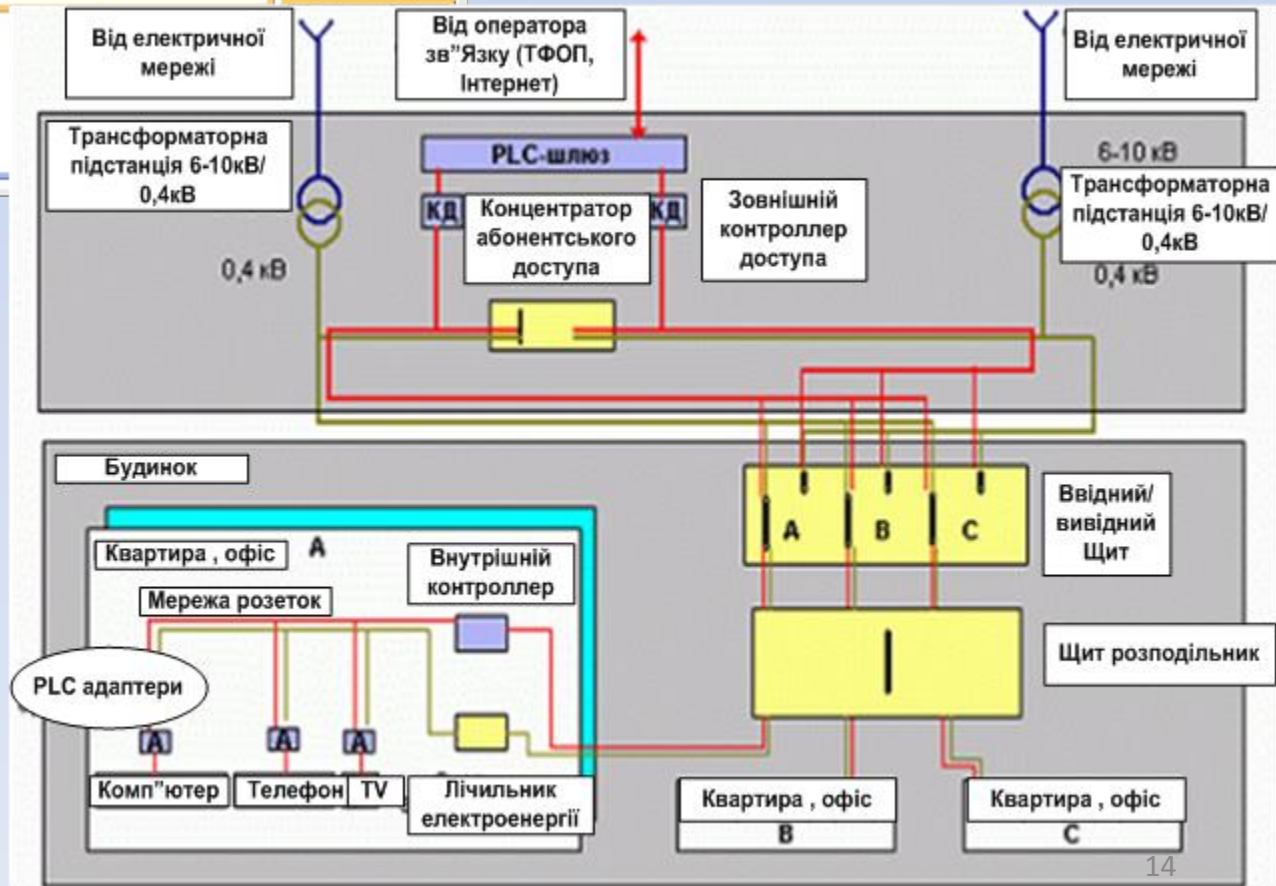 Від електричної
мережі
Від оператора
зв"Язку (ТФОП,
Інтернет)
Від електричної
мережі
Трансформаторна
підстанція 6-10кВ/
0,4кВ
PLC-шлюз
6-10 кВ
Трансформаторна
підстанція 6-10кВ/
0,4кВ
КД
Концентратор
абонентського
доступа
КД
Зовнішній
контроллер
доступа
0,4 кВ
0,4 кВ
Будинок
Квартира , офіс
А
Внутрішній
контроллер
Мережа розеток
PLC адаптери
А
А
А
Комп"ютер
Телефон
TV
Лічильник
електроенергії
А
В
С
Ввідний/
вивідний
Щит
Щит розподільник
Квартира , офіс
В
Квартира , офіс
С
14